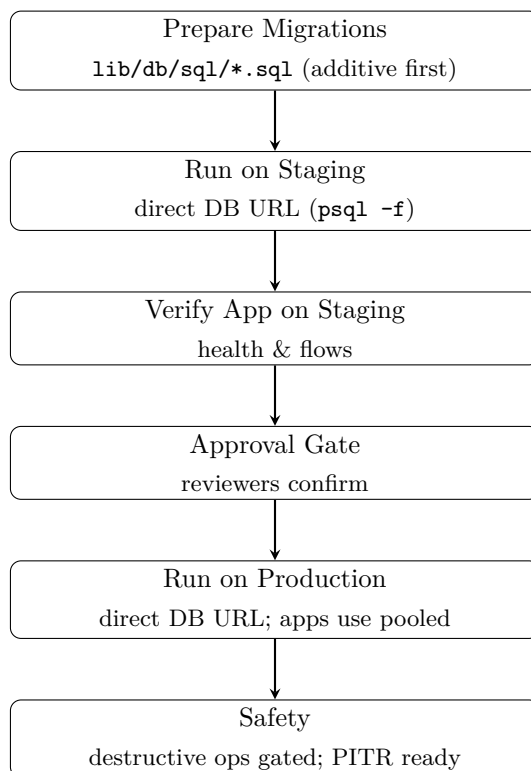 Prepare Migrations
lib/db/sql/*.sql (additive first)
Run on Staging
direct DB URL (psql -f)
Verify App on Staging
health & flows
Approval Gate
reviewers confirm
Run on Production
direct DB URL; apps use pooled
Safety
destructive ops gated; PITR ready